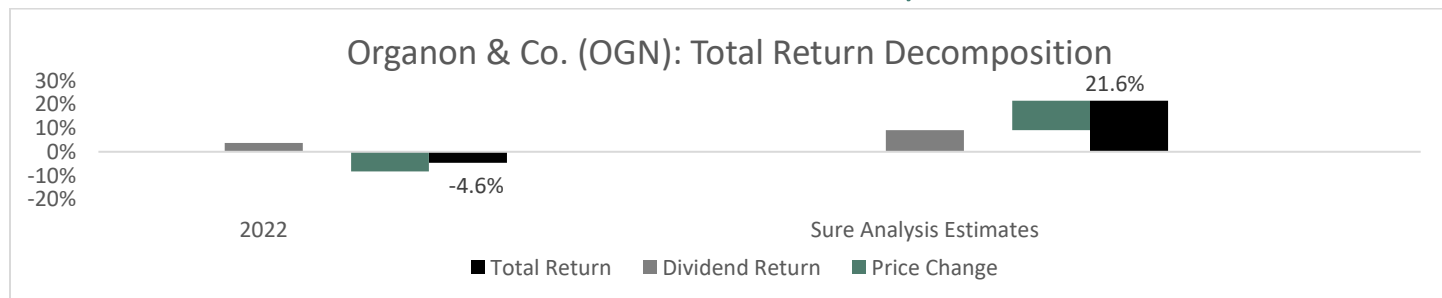 Organon & Co. (OGN): Total Return Decomposition
30%
20%
10%
0%
-10%
-20%
21.6%
-4.6%
2022
Sure Analysis Estimates
Total Return
Dividend Return
Price Change